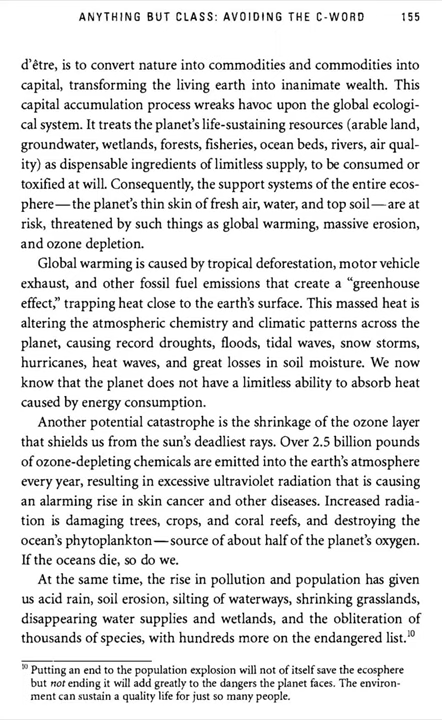 ANYTHING BUT CLASS: AVOIDING THE C-WORD 155
d'être, is to convert nature into commodities and commodities into
capital, transforming the living earth into inanimate wealth. This
capital accumulation process wreaks havoc upon the global ecologi-
cal system. It treats the planet's life-sustaining resources (arable land,
groundwater, wetlands, forests, fisheries, ocean beds, rivers, air qual-
ity) as dispensable ingredients of limitless supply, to be consumed or
toxified at will. Consequently, the support systems of the entire ecos-
phere—the planet's thin skin of fresh air, water, and top soil—are at
risk, threatened by such things as global warming, massive erosion,
and ozone depletion.
Global warming is caused by tropical deforestation, motor vehicle
exhaust, and other fossil fuel emissions that create a “greenhouse
effect,” trapping heat close to the earth's surface. This massed heat is
altering the atmospheric chemistry and climatic patterns across the
planet, causing record droughts, floods, tidal waves, snow storms,
hurricanes, heat waves, and great losses in soil moisture. We now
know that the planet does not have a limitless ability to absorb heat
caused by energy consumption.
Another potential catastrophe is the shrinkage of the ozone layer
that shields us from the sun's deadliest rays. Over 2.5 billion pounds
of ozone-depleting chemicals are emitted into the earth's atmosphere
every year, resulting in excessive ultraviolet radiation that is causing
an alarming rise in skin cancer and other diseases. Increased radia-
tion is damaging trees, crops, and coral reefs, and destroying the
ocean's phytoplankton—source of about half of the planet's oxygen.
If the oceans die, so do we.
At the same time, the rise in pollution and population has given
us acid rain, soil erosion, silting of waterways, shrinking grasslands,
disappearing water supplies and wetlands, and the obliteration of
thousands of species, with hundreds more on the endangered list.¹⁰
¹⁰ Putting an end to the population explosion will not of itself save the ecosphere
but not ending it will add greatly to the dangers the planet faces. The environ-
ment can sustain a quality life for just so many people.